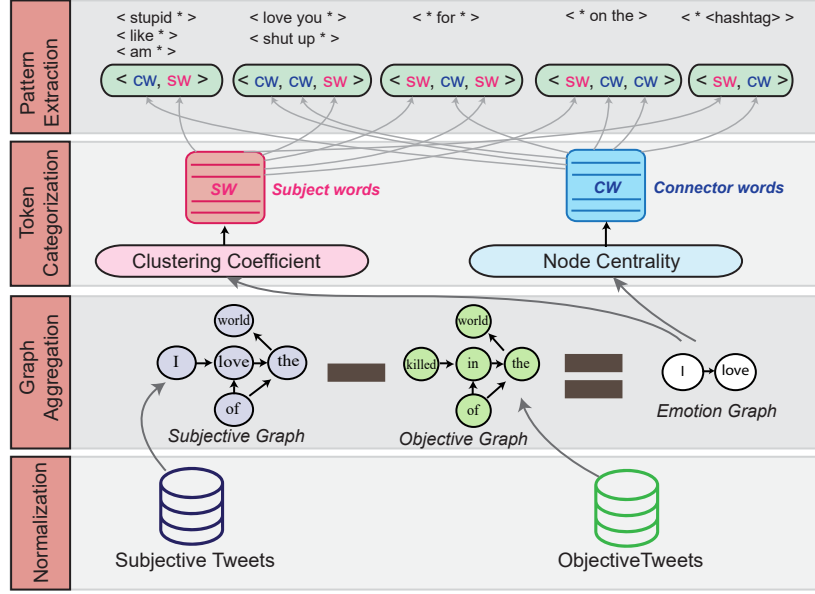 Pattern Extraction
< stupid * >
< like * >
< am * >
< love you * >
< shut up * >
< * for * >
< * on the >
< * <hashtag> >
< CW, SW >
< CW, CW, SW >
< SW, CW, SW >
< SW, CW, CW >
< SW, CW >
Token Categorization
SW
Subject words
CW
Connector words
Clustering Coefficient
Node Centrality
Graph Aggregation
world
I
love
the
of
Subjective Graph
world
killed
in
the
of
Objective Graph
I
love
Emotion Graph
Normalization
Subjective Tweets
ObjectiveTweets